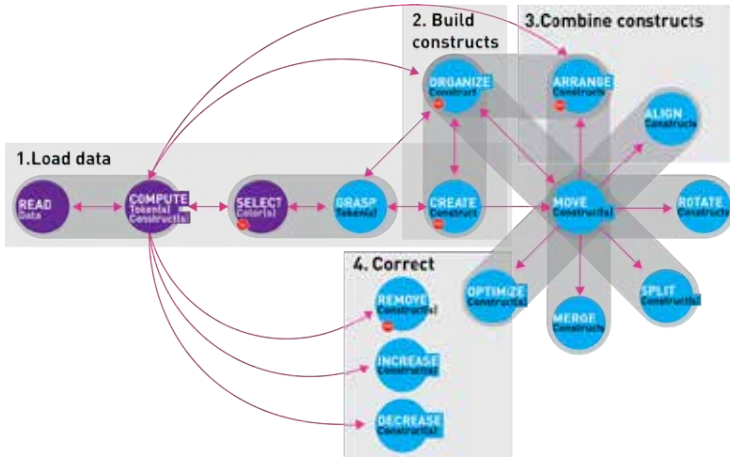 2. Build
constructs
3.Combine constructs
ORGANIZE
Construct
ARRANGE
Constructs
ALIGN
Constructs
1.Load data
READ
Data
COMPUTE
Token(s)
Construct(s)
SELECT
Color(s)
GRASP
Token(s)
CREATE
Construct
MOVE
Construct(s)
ROTATE
Constructs
4. Correct
REMOVE
Construct(s)
OPTIMIZE
Construct(s)
MERGE
Constructs
SPLIT
Construct(s)
INCREASE
Construct(s)
DECREASE
Construct(s)